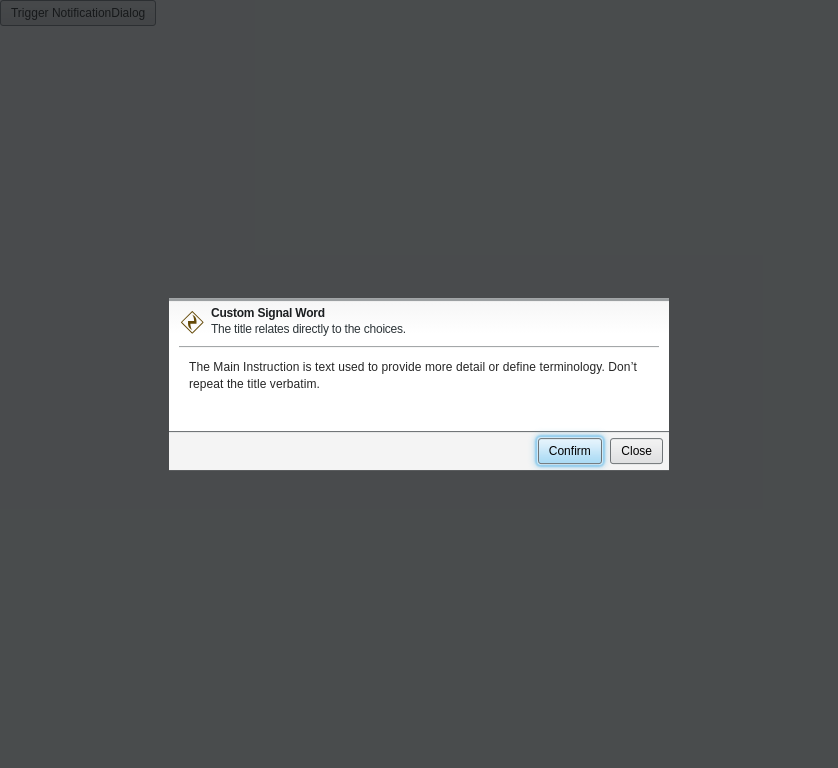 Trigger NotificationDialog
Custom Signal Word
The title relates directly to the choices.
The Main Instruction is text used to provide more detail or define terminology. Don’t
repeat the title verbatim.
Confirm Close